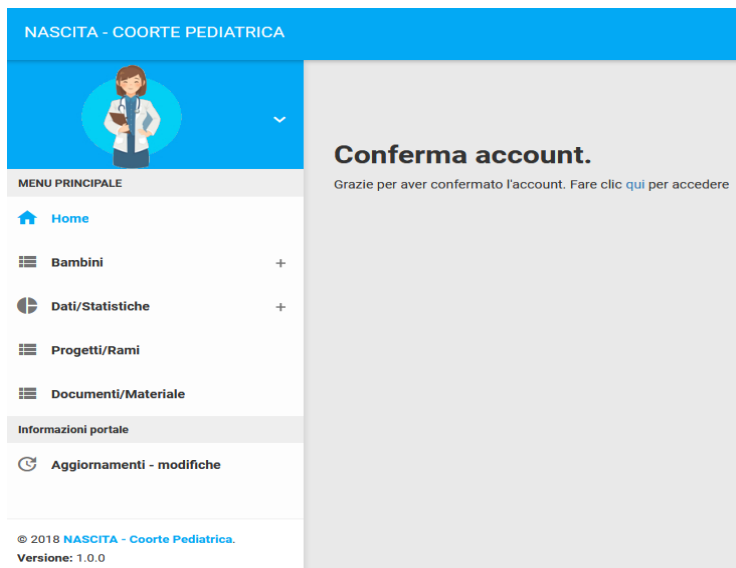 NASCITA - COORTE PEDIATRICA
MENU PRINCIPALE
Home
Bambini +
Dati/Statistiche +
Progetti/Rami
Documenti/Materiale
Informazioni portale
Aggiornamenti - modifiche
© 2018 NASCITA - Coorte Pediatrica.
Versione: 1.0.0
Conferma account.
Grazie per aver confermato l'account. Fare clic qui per accedere